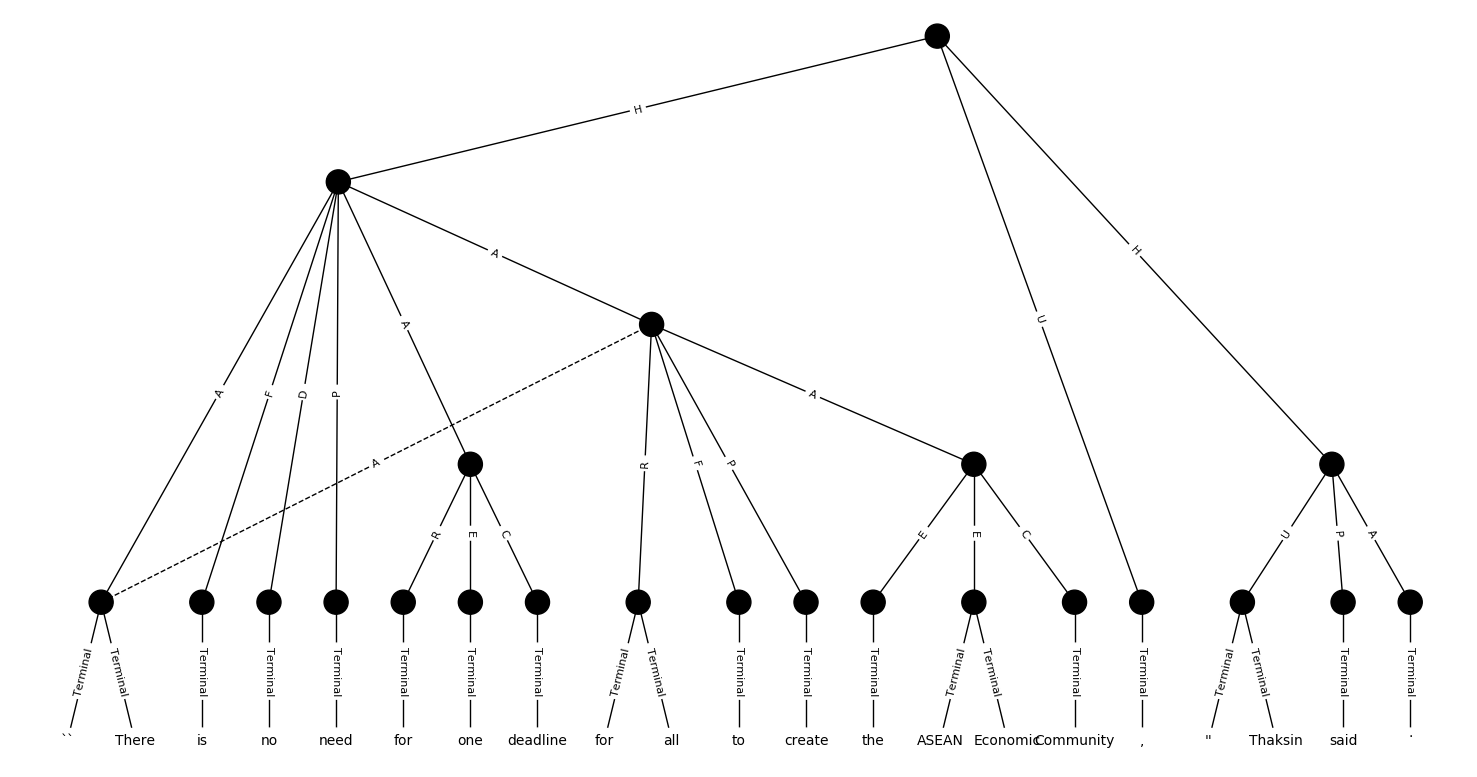 H
A
H
A
U
A F D P
A
A
R F P
R E C
E E C
U P A
Terminal Terminal Terminal Terminal Terminal Terminal Terminal Terminal Terminal Terminal Terminal Terminal Terminal Terminal Terminal Terminal Terminal Terminal Terminal Terminal Terminal
`` There is no need for one deadline for all to create the ASEAN Economic Community , " Thaksin said .